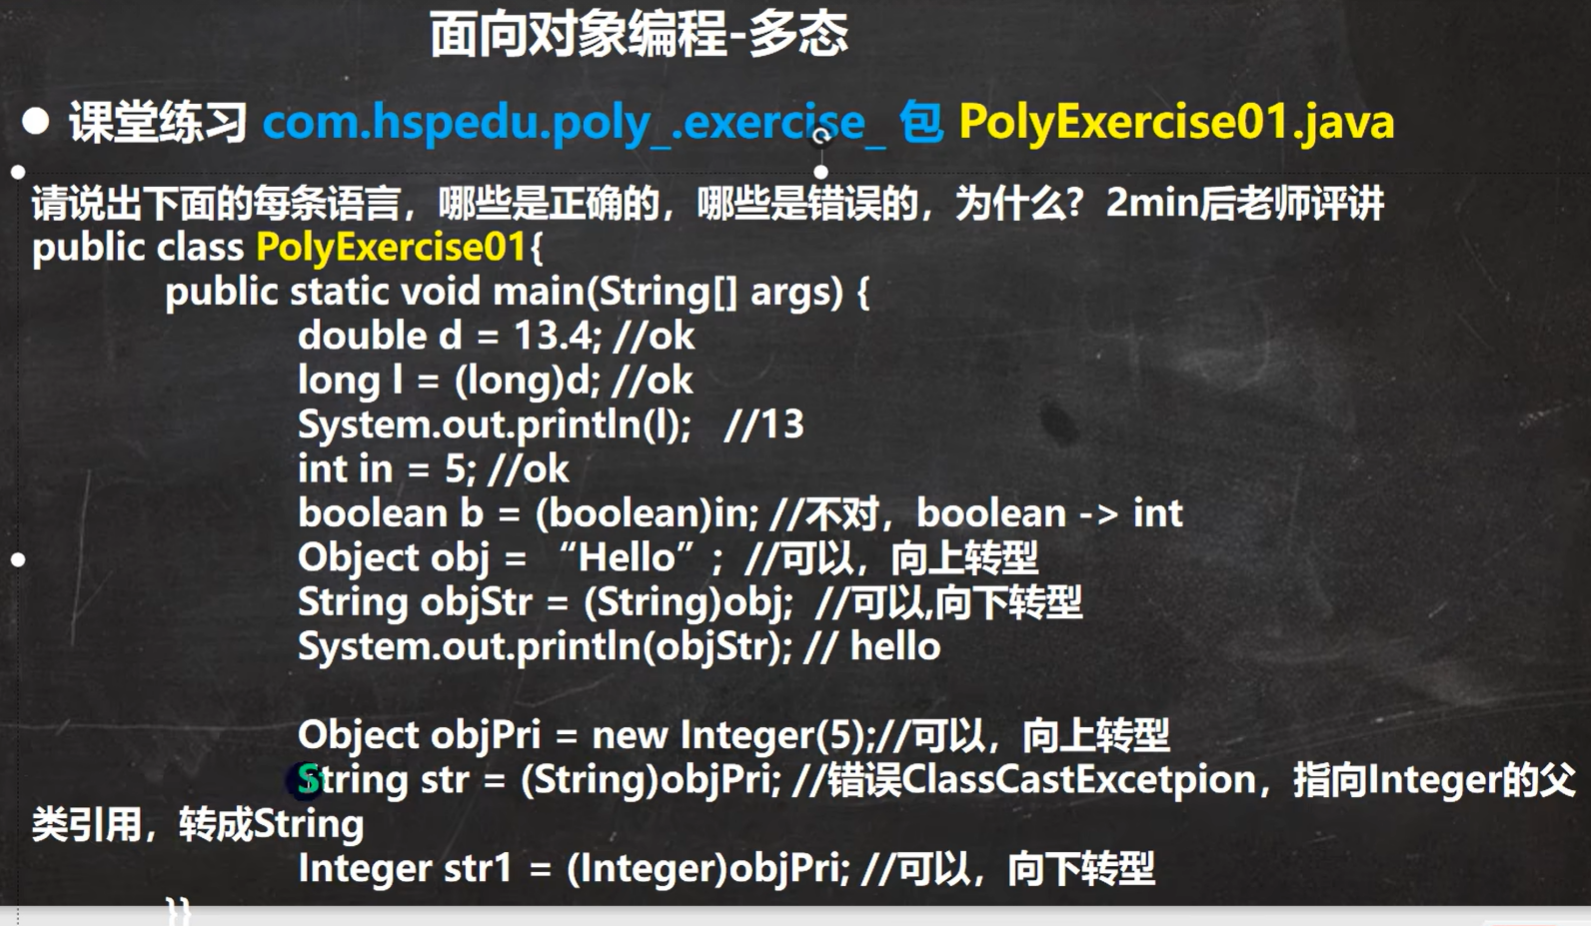 面向对象编程-多态
● 课堂练习 com.hspedu.poly_.exercise_ 包 PolyExercise01.java
请说出下面的每条语言，哪些是正确的，哪些是错误的，为什么？2min后老师评讲
public class PolyExercise01{
public static void main(String[] args) {
double d = 13.4; //ok
long l = (long)d; //ok
System.out.println(l);   //13
int in = 5; //ok
boolean b = (boolean)in; //不对，boolean -> int
Object obj = “Hello”; //可以，向上转型
String objStr = (String)obj;  //可以,向下转型
System.out.println(objStr); // hello
Object objPri = new Integer(5);//可以，向上转型
String str = (String)objPri; //错误ClassCastExcetpion，指向Integer的父
类引用，转成String
Integer str1 = (Integer)objPri; //可以，向下转型
}}